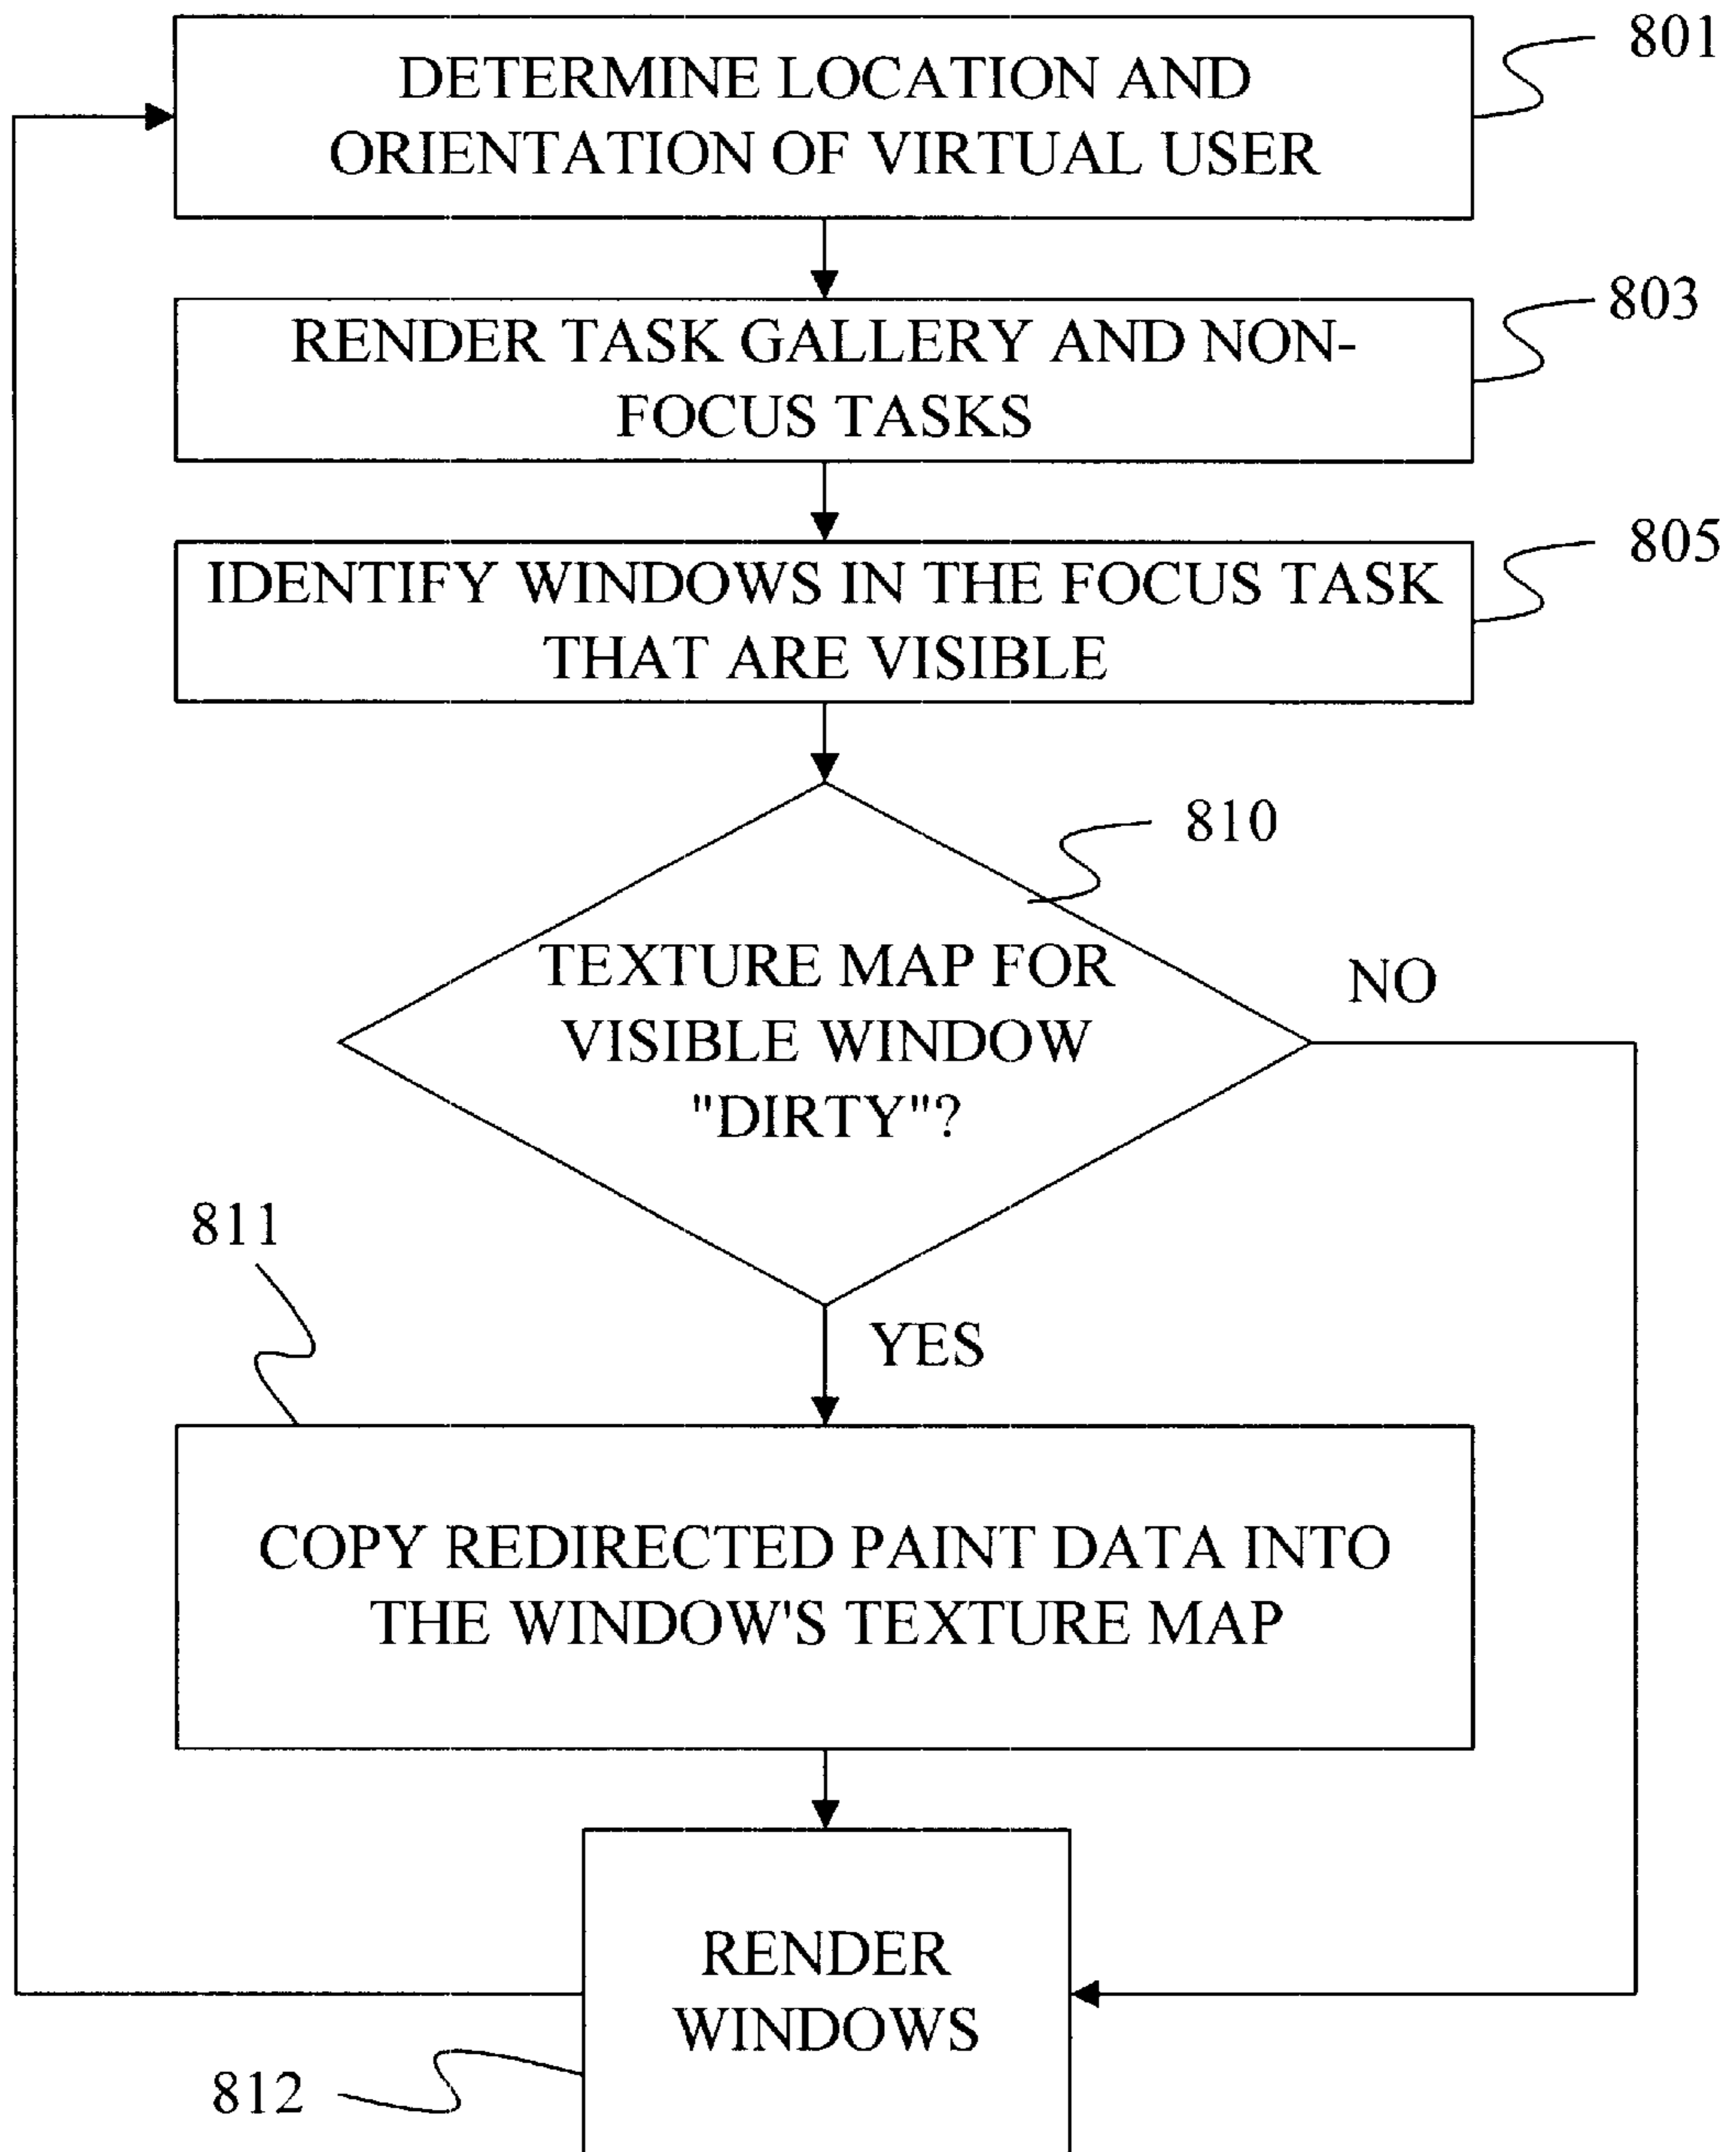 801
DETERMINE LOCATION AND
ORIENTATION OF VIRTUAL USER
803
RENDER TASK GALLERY AND NON-
FOCUS TASKS
805
IDENTIFY WINDOWS IN THE FOCUS TASK
THAT ARE VISIBLE
810
TEXTURE MAP FOR
VISIBLE WINDOW
"DIRTY"?
NO
811
YES
COPY REDIRECTED PAINT DATA INTO
THE WINDOW'S TEXTURE MAP
RENDER
WINDOWS
812